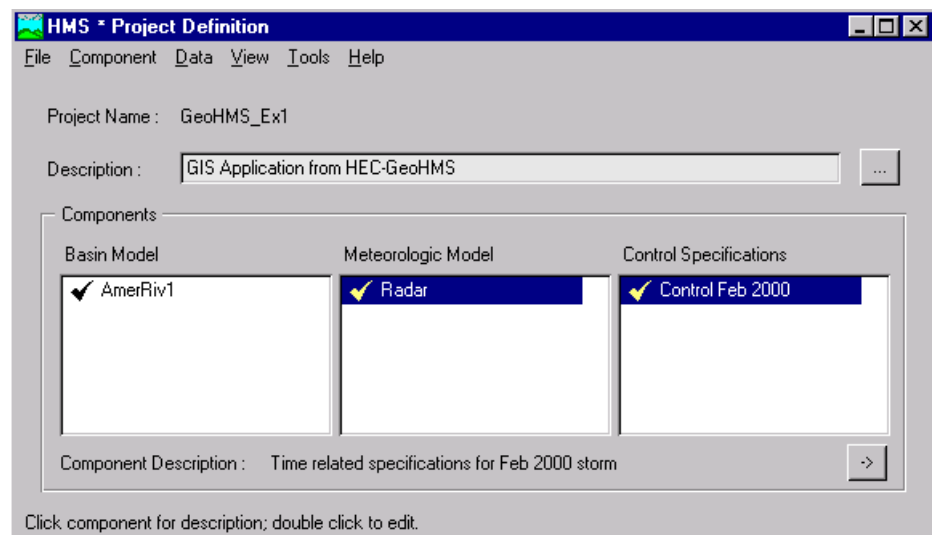 HMS * Project Definition
File Component Data View Tools Help
Project Name : GeoHMS_Ex1
Description : GIS Application from HEC-GeoHMS ...
Components
Basin Model Meteorologic Model Control Specifications
AmerRiv1 Radar Control Feb 2000
Component Description : Time related specifications for Feb 2000 storm ->
Click component for description; double click to edit.